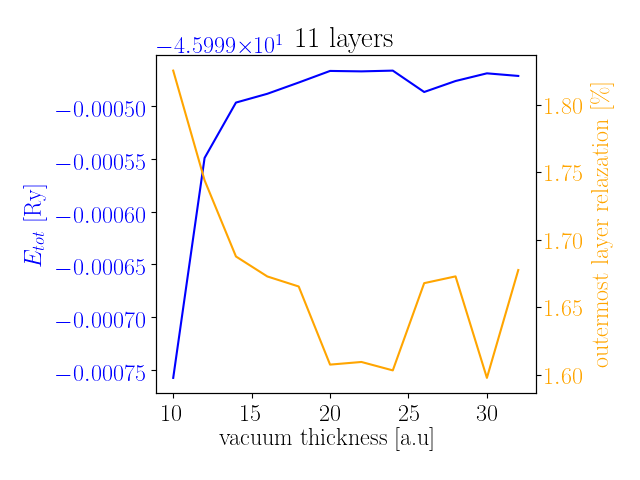 −4.5999×10¹ 11 layers
−0.00050
−0.00055
−0.00060
−0.00065
−0.00070
−0.00075
E_tot [Ry]
1.80
1.75
1.70
1.65
1.60
outermost layer relazation [%]
10 15 20 25 30
vacuum thickness [a.u]